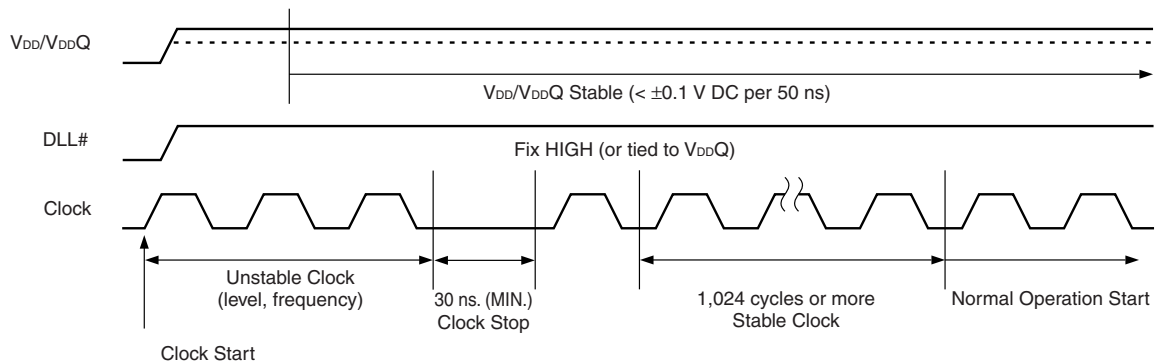 VDD/VDDQ
VDD/VDDQ Stable (< ±0.1 V DC per 50 ns)
DLL#
Fix HIGH (or tied to VDDQ)
Clock
Unstable Clock
(level, frequency)
30 ns. (MIN.)
Clock Stop
1,024 cycles or more
Stable Clock
Normal Operation Start
Clock Start